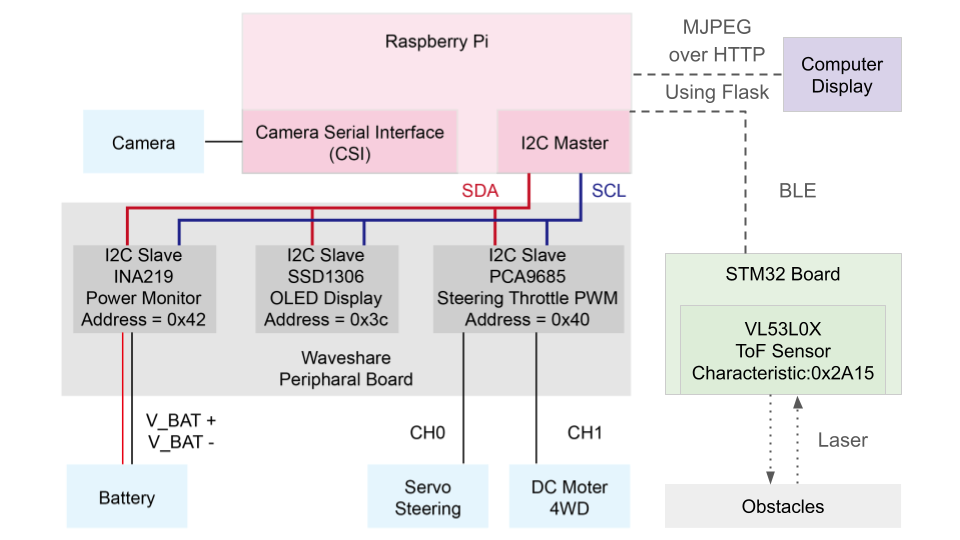 Raspberry Pi
MJPEG
over HTTP
Using Flask
Computer
Display
Camera
Camera Serial Interface
(CSI)
I2C Master
SDA
SCL
BLE
I2C Slave
INA219
Power Monitor
Address = 0x42
I2C Slave
SSD1306
OLED Display
Address = 0x3c
I2C Slave
PCA9685
Steering Throttle PWM
Address = 0x40
Waveshare
Peripharal Board
STM32 Board
VL53L0X
ToF Sensor
Characteristic:0x2A15
V_BAT +
V_BAT -
CH0
CH1
Laser
Battery
Servo
Steering
DC Moter
4WD
Obstacles